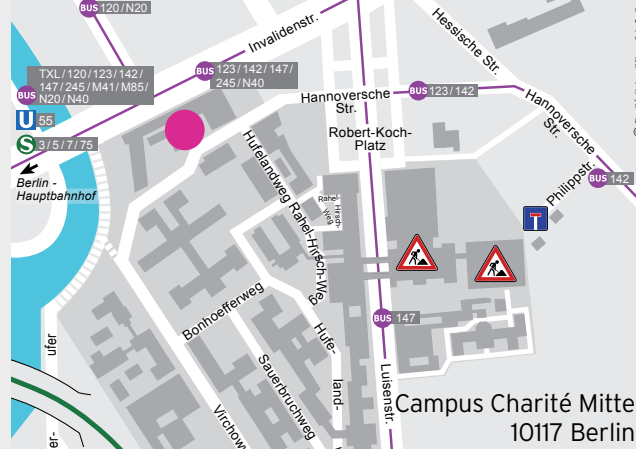 BUS 120/N20
Invalidenstr.
Hessische Str.
TXL/120/123/142/
BUS 147/245/M41/M85/
N20/N40
BUS 123/142/147/
245/N40
Hannoversche
Str.
BUS 123/142
Hannoversche
Str.
U 55
S 3/5/7/75
Robert-Koch-
Platz
Berlin -
Hauptbahnhof
Hufelandweg
Rahel-Hirsch-Weg
Rahel-
Hirsch-
Weg
Philippstr.
BUS 142
Bonhoefferweg
BUS 147
Hufe-
land-
Sauerbruchweg
Luisenstr.
ufer
er-
Virchow
Campus Charité Mitte
10117 Berlin